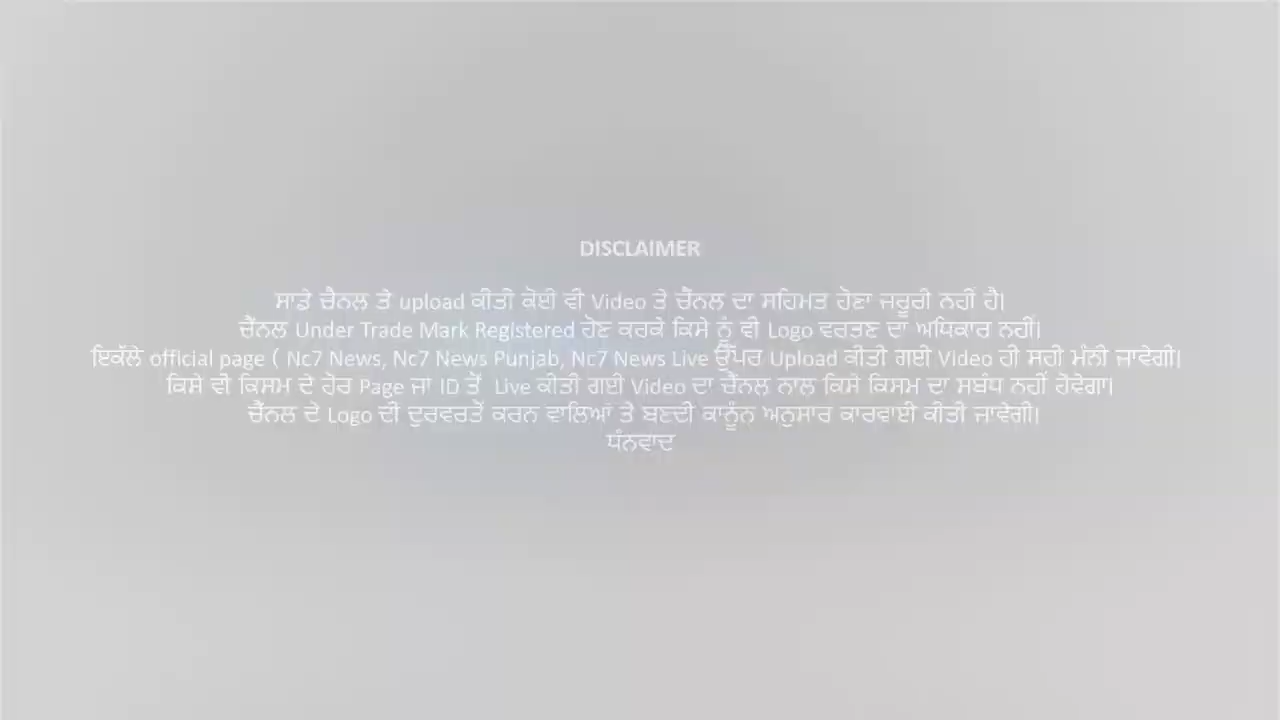 DISCLAIMER
ਸਾਡੇ ਚੈਨਲ ਤੇ upload ਕੀਤੀ ਕੋਈ ਵੀ Video ਤੇ ਚੈੱਨਲ ਦਾ ਸਹਿਮਤ ਹੋਣਾ ਜਰੂਰੀ ਨਹੀਂ ਹੈ।
ਚੈੱਨਲ Under Trade Mark Registered ਹੋਣ ਕਰਕੇ ਕਿਸੇ ਨੂੰ ਵੀ Logo ਵਰਤਣ ਦਾ ਅਧਿਕਾਰ ਨਹੀਂ।
ਇਕੱਲੇ official page ( Nc7 News, Nc7 News Punjab, Nc7 News Live ਉੱਪਰ Upload ਕੀਤੀ ਗਈ Video ਹੀ ਸਹੀ ਮੰਨੀ ਜਾਵੇਗੀ।
ਕਿਸੇ ਵੀ ਕਿਸਮ ਦੇ ਹੋਰ Page ਜਾ ID ਤੋਂ Live ਕੀਤੀ ਗਈ Video ਦਾ ਚੈੱਨਲ ਨਾਲ ਕਿਸੇ ਕਿਸਮ ਦਾ ਸਬੰਧ ਨਹੀਂ ਹੋਵੇਗਾ।
ਚੈੱਨਲ ਦੇ Logo ਦੀ ਦੁਰਵਰਤੋਂ ਕਰਨ ਵਾਲਿਆਂ ਤੇ ਬਣਦੀ ਕਾਨੂੰਨ ਅਨੁਸਾਰ ਕਾਰਵਾਈ ਕੀਤੀ ਜਾਵੇਗੀ।
ਧੰਨਵਾਦ